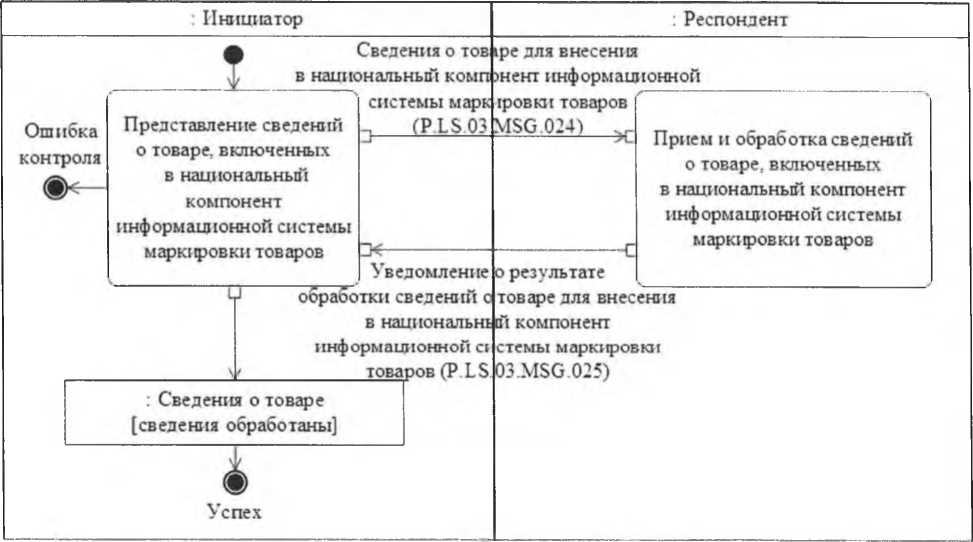 : Инициатор
: Респондент
Сведения о товаре для внесения
в национальный компонент информационной
системы маркировки товаров
(P.LS.03.MSG.024)
Ошибка
контроля
Представление сведений
о товаре, включенных
в национальный
компонент
информационной системы
маркировки товаров
Прием и обработка сведений
о товаре, включенных
в национальный компонент
информационной системы
маркировки товаров
Уведомление о результате
обработки сведений о товаре для внесения
в национальный компонент
информационной системы маркировки
товаров (P.LS.03.MSG.025)
: Сведения о товаре
[сведения обработаны]
Успех